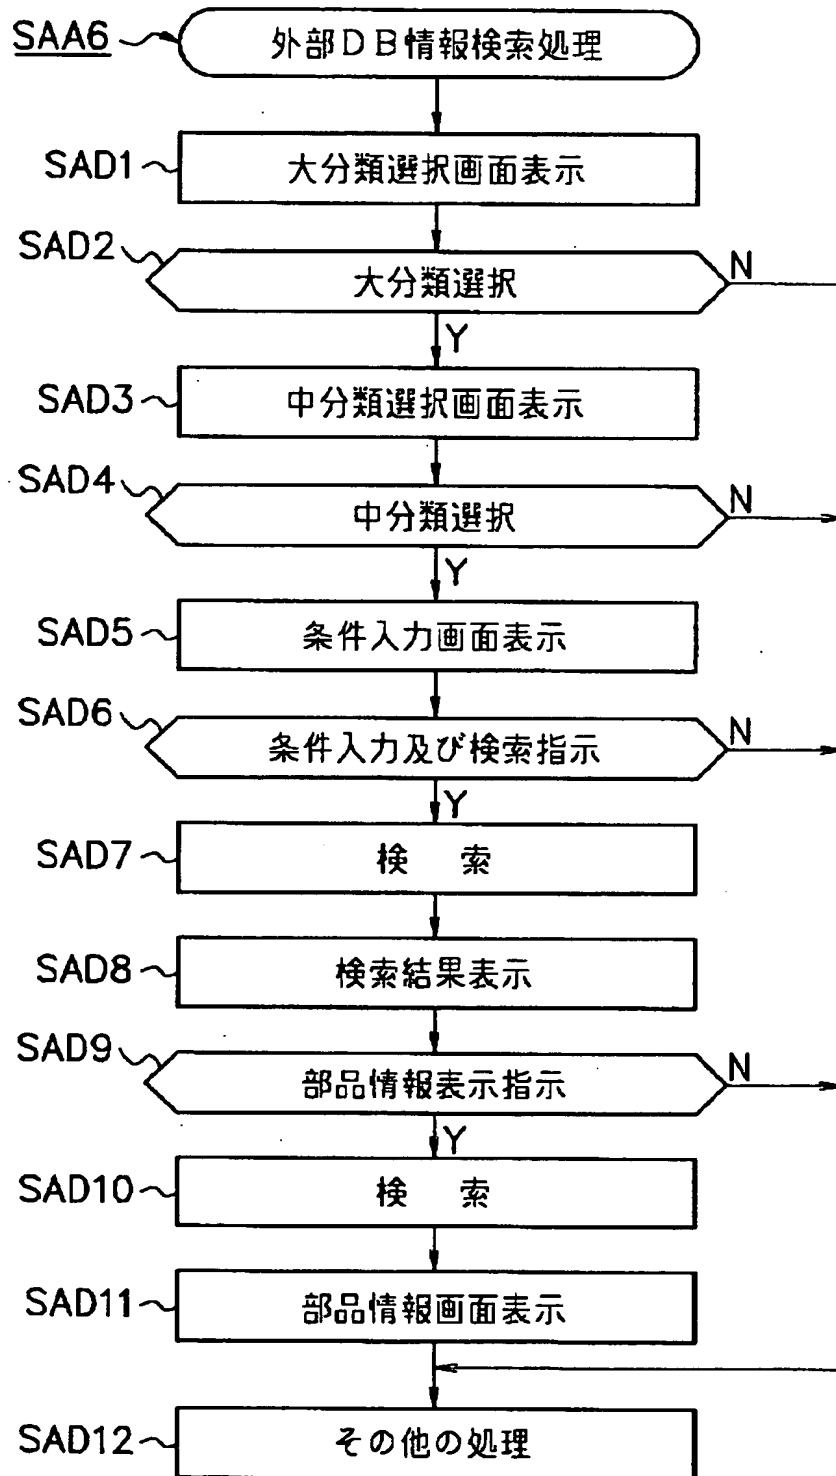 SAA6 外部DB情報検索処理
SAD1 大分類選択画面表示
SAD2 大分類選択 N
Y
SAD3 中分類選択画面表示
SAD4 中分類選択 N
Y
SAD5 条件入力画面表示
SAD6 条件入力及び検索指示 N
Y
SAD7 検 索
SAD8 検索結果表示
SAD9 部品情報表示指示 N
Y
SAD10 検 索
SAD11 部品情報画面表示
SAD12 その他の処理